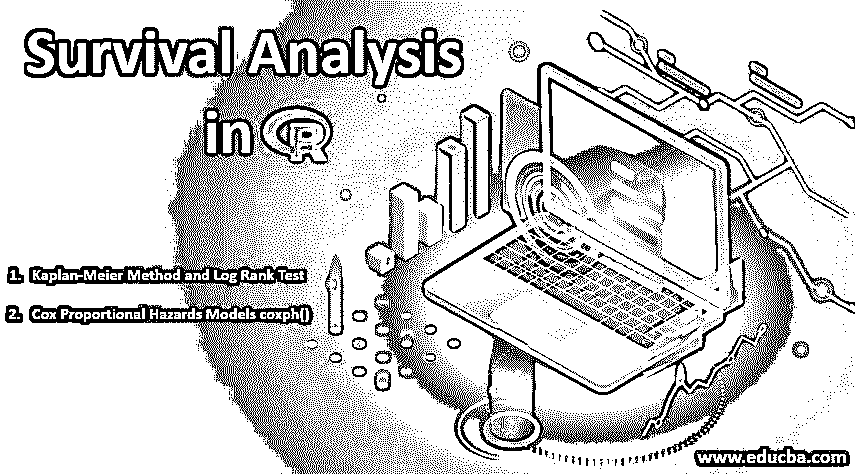 Survival Analysis
in R
1. Kaplan-Meier Method and Log Rank Test
2. Cox Proportional Hazards Models coxph()
www.educba.com